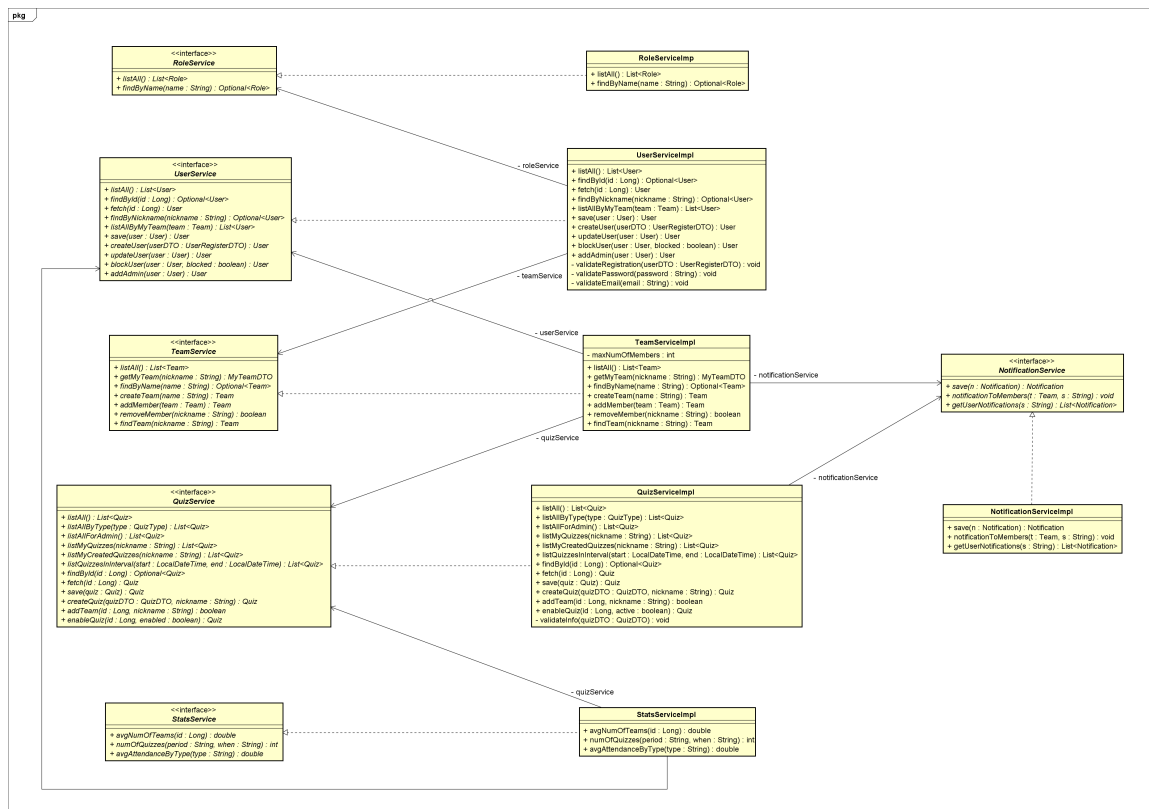 pkg
<<interface>>
RoleService
+ listAll() : List<Role>
+ findByName(name : String) : Optional<Role>
RoleServiceImp
+ listAll() : List<Role>
+ findByName(name : String) : Optional<Role>
- roleService
<<interface>>
UserService
+ listAll() : List<User>
+ findById(id : Long) : Optional<User>
+ fetch(id : Long) : User
+ findByNickname(nickname : String) : Optional<User>
+ listAllByMyTeam(team : Team) : List<User>
+ save(user : User) : User
+ createUser(userDTO : UserRegisterDTO) : User
+ updateUser(user : User) : User
+ blockUser(user : User, blocked : boolean) : User
+ addAdmin(user : User) : User
UserServiceImpl
+ listAll() : List<User>
+ findById(id : Long) : Optional<User>
+ fetch(id : Long) : User
+ findByNickname(nickname : String) : Optional<User>
+ listAllByMyTeam(team : Team) : List<User>
+ save(user : User) : User
+ createUser(userDTO : UserRegisterDTO) : User
+ updateUser(user : User) : User
+ blockUser(user : User, blocked : boolean) : User
+ addAdmin(user : User) : User
- validateRegistration(userDTO : UserRegisterDTO) : void
- validatePassword(password : String) : void
- validateEmail(email : String) : void
- teamService
- userService
<<interface>>
TeamService
+ listAll() : List<Team>
+ getMyTeam(nickname : String) : MyTeamDTO
+ findByName(name : String) : Optional<Team>
+ createTeam(name : String) : Team
+ addMember(team : Team) : Team
+ removeMember(nickname : String) : boolean
+ findTeam(nickname : String) : Team
TeamServiceImpl
- maxNumOfMembers : int
+ listAll() : List<Team>
+ getMyTeam(nickname : String) : MyTeamDTO
+ findByName(name : String) : Optional<Team>
+ createTeam(name : String) : Team
+ addMember(team : Team) : Team
+ removeMember(nickname : String) : boolean
+ findTeam(nickname : String) : Team
- notificationService
<<interface>>
NotificationService
+ save(n : Notification) : Notification
+ notificationToMembers(t : Team, s : String) : void
+ getUserNotifications(s : String) : List<Notification>
- quizService
- notificationService
<<interface>>
QuizService
+ listAll() : List<Quiz>
+ listAllByType(type : QuizType) : List<Quiz>
+ listAllForAdmin() : List<Quiz>
+ listMyQuizzes(nickname : String) : List<Quiz>
+ listMyCreatedQuizzes(nickname : String) : List<Quiz>
+ listQuizzesInInterval(start : LocalDateTime, end : LocalDateTime) : List<Quiz>
+ findById(id : Long) : Optional<Quiz>
+ fetch(id : Long) : Quiz
+ save(quiz : Quiz) : Quiz
+ createQuiz(quizDTO : QuizDTO, nickname : String) : Quiz
+ addTeam(id : Long, nickname : String) : boolean
+ enableQuiz(id : Long, enabled : boolean) : Quiz
QuizServiceImpl
+ listAll() : List<Quiz>
+ listAllByType(type : QuizType) : List<Quiz>
+ listAllForAdmin() : List<Quiz>
+ listMyQuizzes(nickname : String) : List<Quiz>
+ listMyCreatedQuizzes(nickname : String) : List<Quiz>
+ listQuizzesInInterval(start : LocalDateTime, end : LocalDateTime) : List<Quiz>
+ findById(id : Long) : Optional<Quiz>
+ fetch(id : Long) : Quiz
+ save(quiz : Quiz) : Quiz
+ createQuiz(quizDTO : QuizDTO, nickname : String) : Quiz
+ addTeam(id : Long, nickname : String) : boolean
+ enableQuiz(id : Long, active : boolean) : Quiz
- validateInfo(quizDTO : QuizDTO) : void
NotificationServiceImpl
+ save(n : Notification) : Notification
+ notificationToMembers(t : Team, s : String) : void
+ getUserNotifications(s : String) : List<Notification>
- quizService
<<interface>>
StatsService
+ avgNumOfTeams(id : Long) : double
+ numOfQuizzes(period : String, when : String) : int
+ avgAttendanceByType(type : String) : double
StatsServiceImpl
+ avgNumOfTeams(id : Long) : double
+ numOfQuizzes(period : String, when : String) : int
+ avgAttendanceByType(type : String) : double